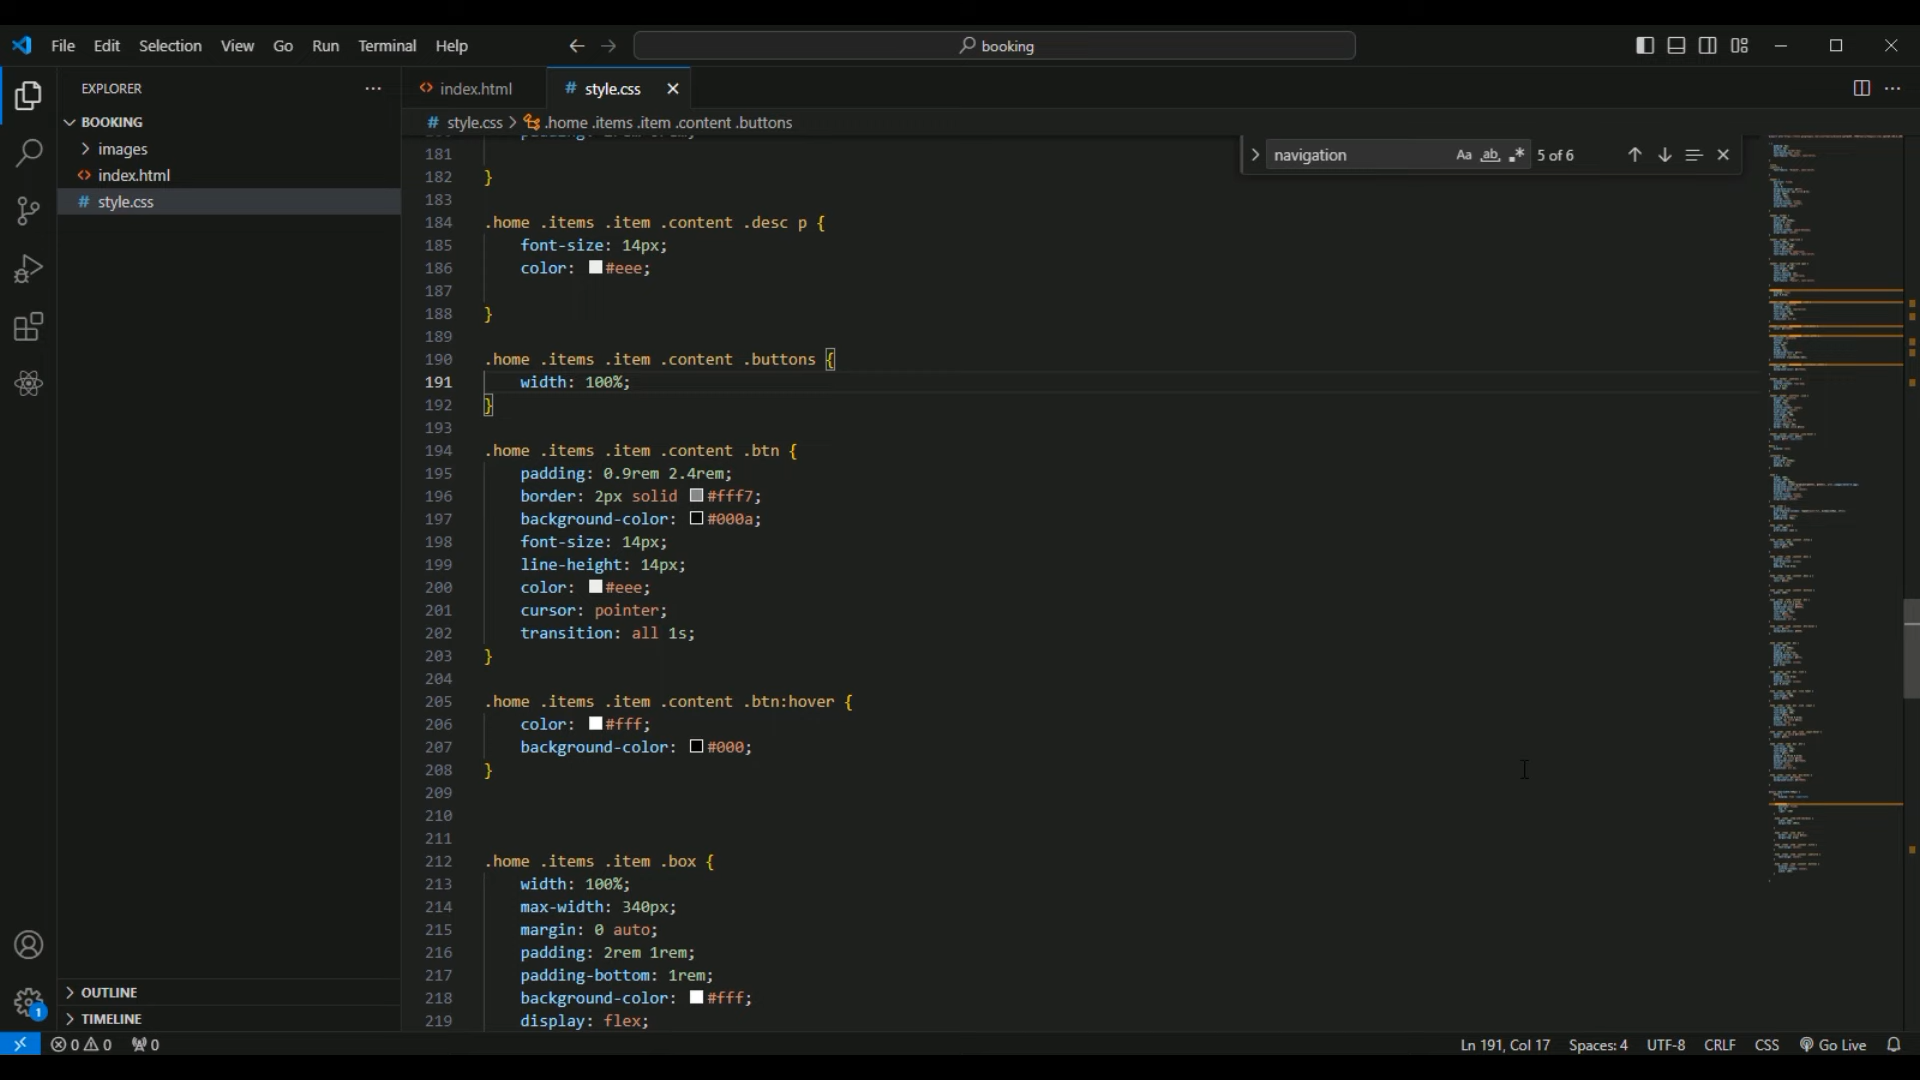 File Edit Selection View Go Run Terminal Help
booking
EXPLORER
BOOKING
images
index.html
style.css
OUTLINE
TIMELINE
index.html
style.css
style.css > .home .items .item .content .buttons
navigation
Aa ab 5 of 6
181
182 }
183
184 .home .items .item .content .desc p {
185 font-size: 14px;
186 color: #eee;
187
188 }
189
190 .home .items .item .content .buttons {
191 width: 100%;
192 }
193
194 .home .items .item .content .btn {
195 padding: 0.9rem 2.4rem;
196 border: 2px solid #fff7;
197 background-color: #000a;
198 font-size: 14px;
199 line-height: 14px;
200 color: #eee;
201 cursor: pointer;
202 transition: all 1s;
203 }
204
205 .home .items .item .content .btn:hover {
206 color: #fff;
207 background-color: #000;
208 }
209
210
211
212 .home .items .item .box {
213 width: 100%;
214 max-width: 340px;
215 margin: 0 auto;
216 padding: 2rem 1rem;
217 padding-bottom: 1rem;
218 background-color: #fff;
219 display: flex;
1
0 0 0
Ln 191, Col 17 Spaces: 4 UTF-8 CRLF CSS Go Live